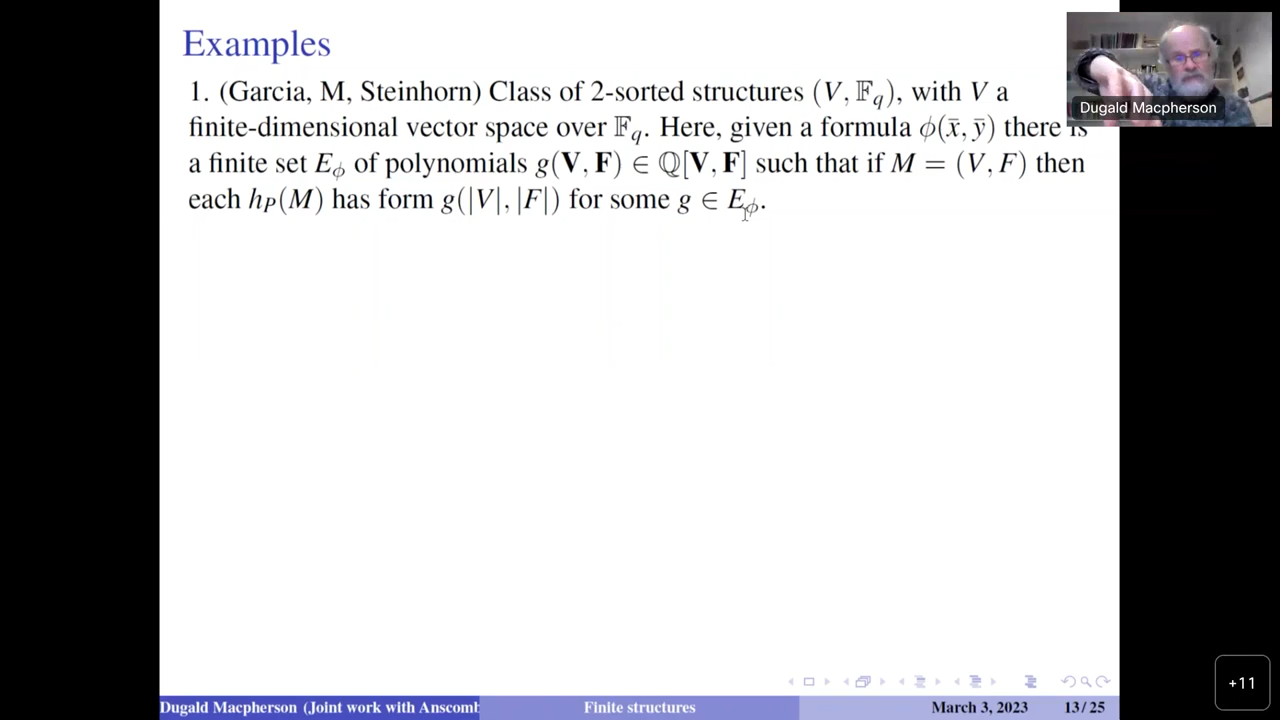 Examples
1. (Garcia, M, Steinhorn) Class of 2-sorted structures (V, 𝔽_q), with V a
finite-dimensional vector space over 𝔽_q. Here, given a formula ϕ(x̄, ȳ) there is
a finite set E_ϕ of polynomials g(𝐕, 𝐅) ∈ ℚ[𝐕, 𝐅] such that if M = (V, F) then
each h_P(M) has form g(|V|, |F|) for some g ∈ E_ϕ.
Dugald Macpherson
+11
Dugald Macpherson (Joint work with Anscomb
Finite structures
March 3, 2023
13 / 25